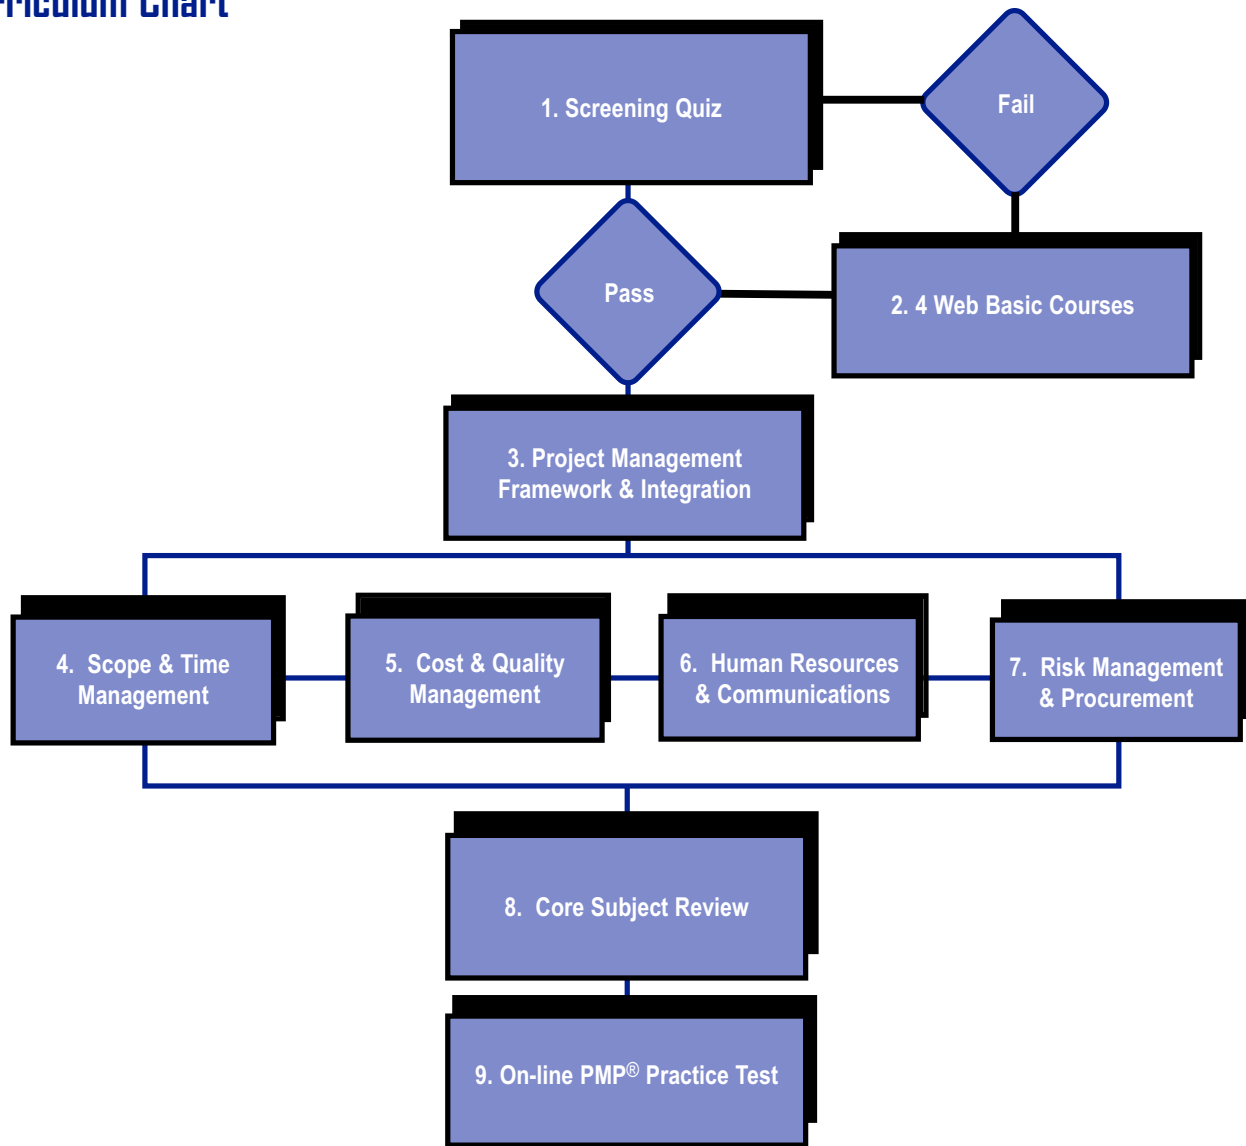 Chart
1. Screening Quiz
Fail
Pass
2. 4 Web Basic Courses
3. Project Management
Framework & Integration
4. Scope & Time
Management
5. Cost & Quality
Management
6. Human Resources
& Communications
7. Risk Management
& Procurement
8. Core Subject Review
9. On-line PMP® Practice Test